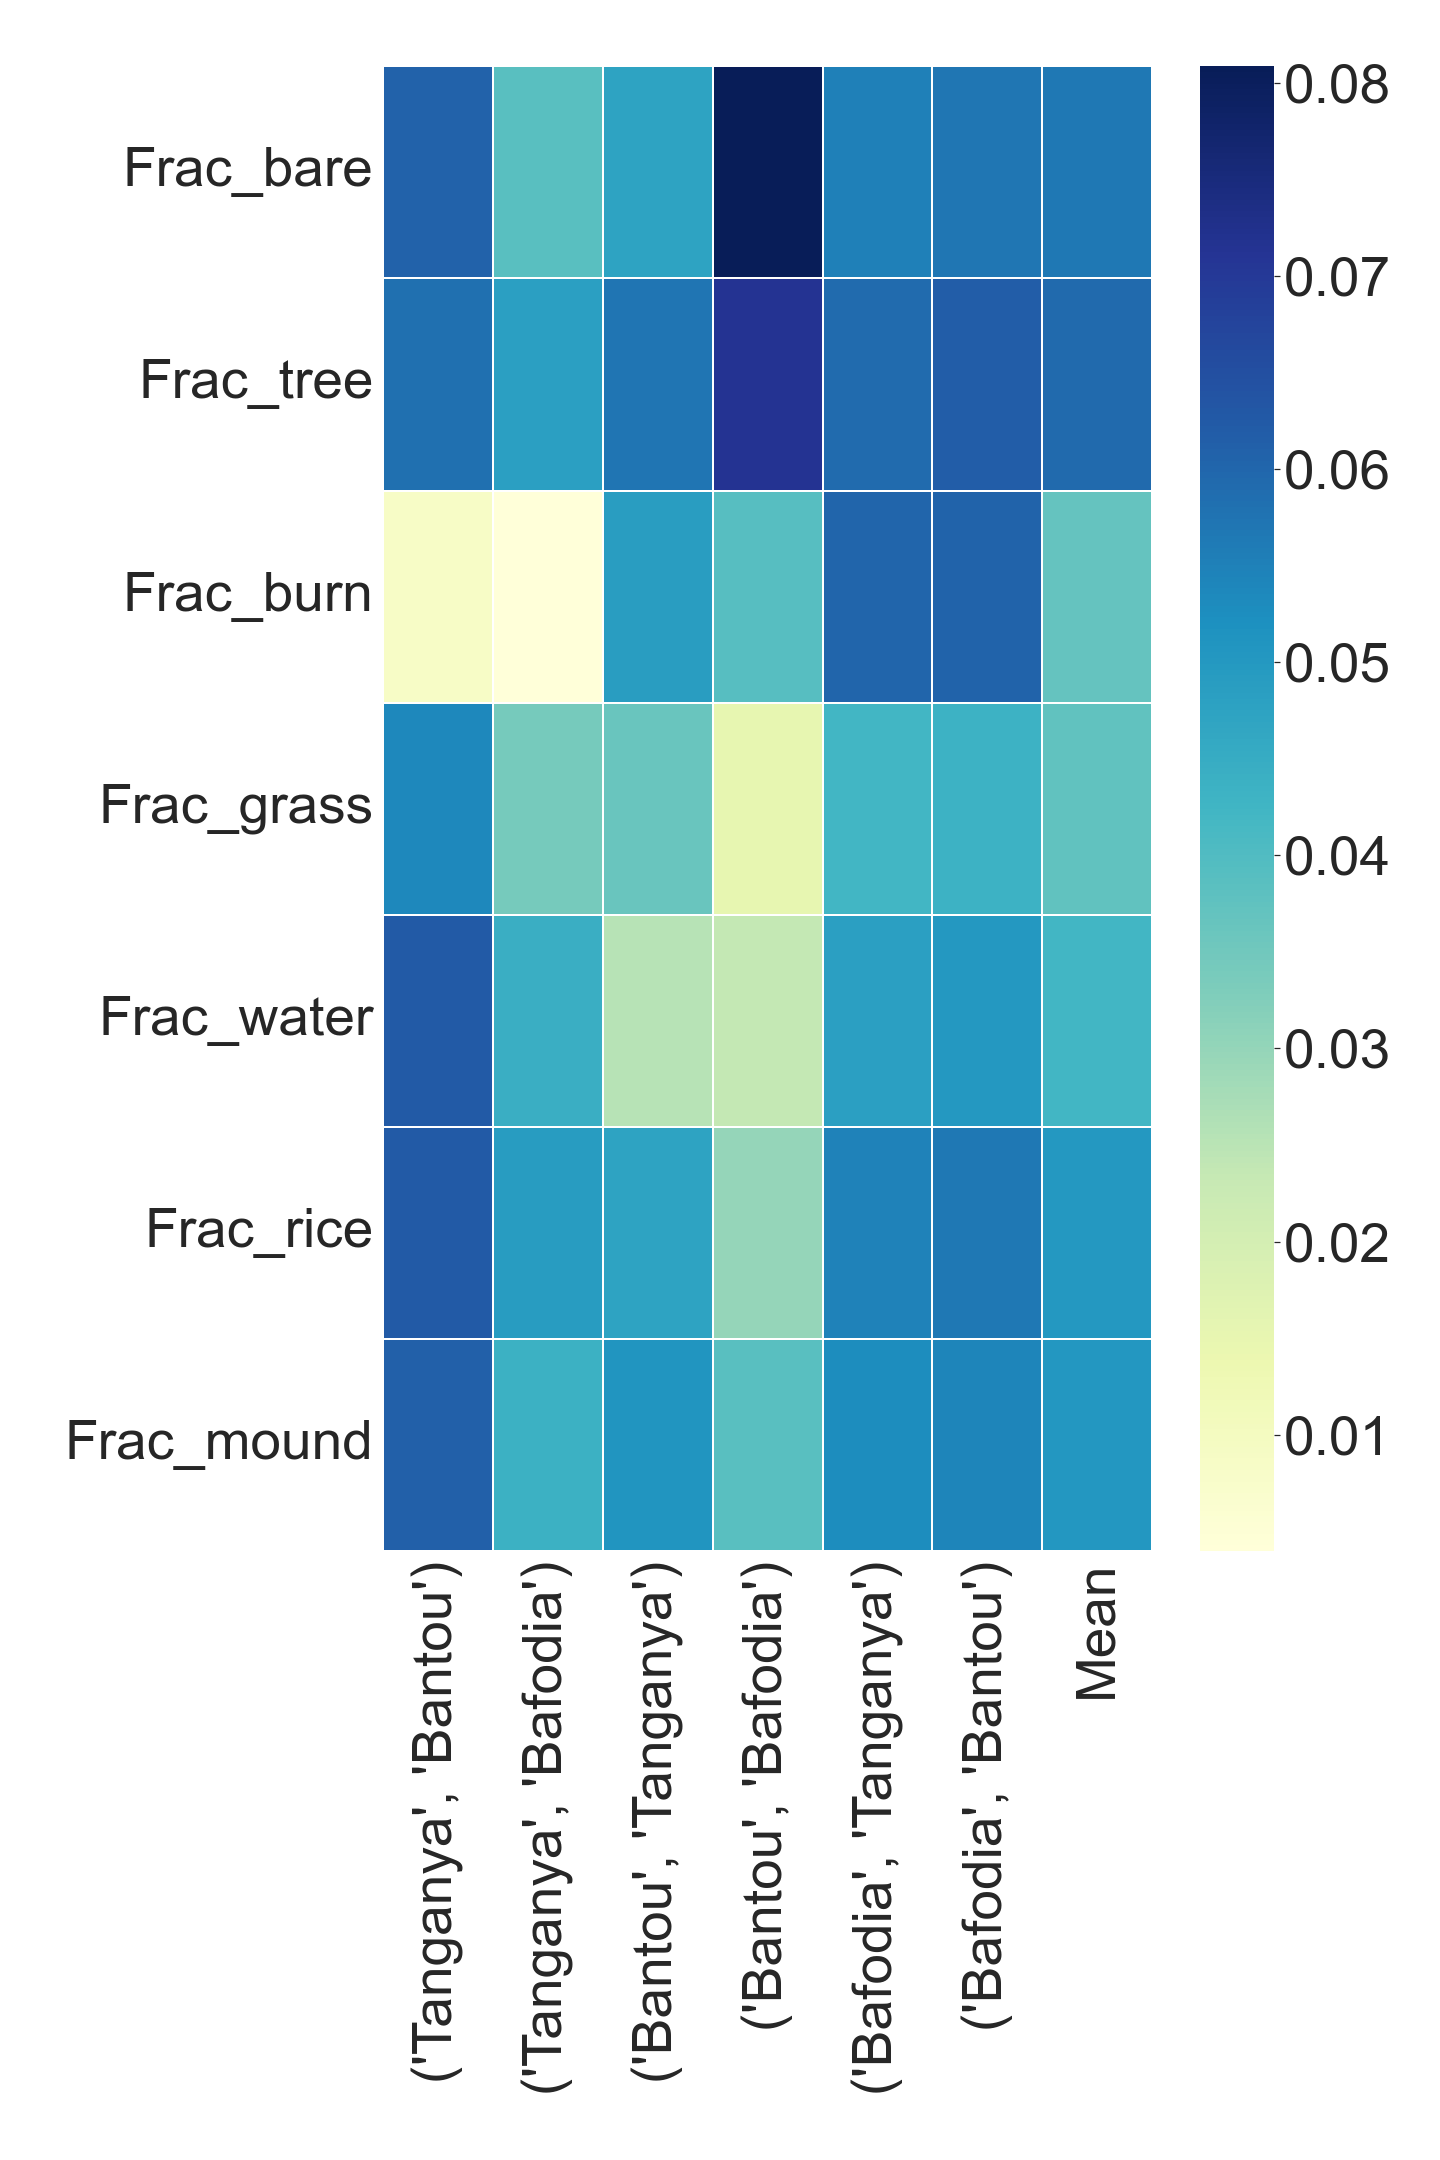 Frac_bare
Frac_tree
Frac_burn
Frac_grass
Frac_water
Frac_rice
Frac_mound
0.08
0.07
0.06
0.05
0.04
0.03
0.02
0.01
('Tanganya', 'Bantou')
('Tanganya', 'Bafodia')
('Bantou', 'Tanganya')
('Bantou', 'Bafodia')
('Bafodia', 'Tanganya')
('Bafodia', 'Bantou')
Mean